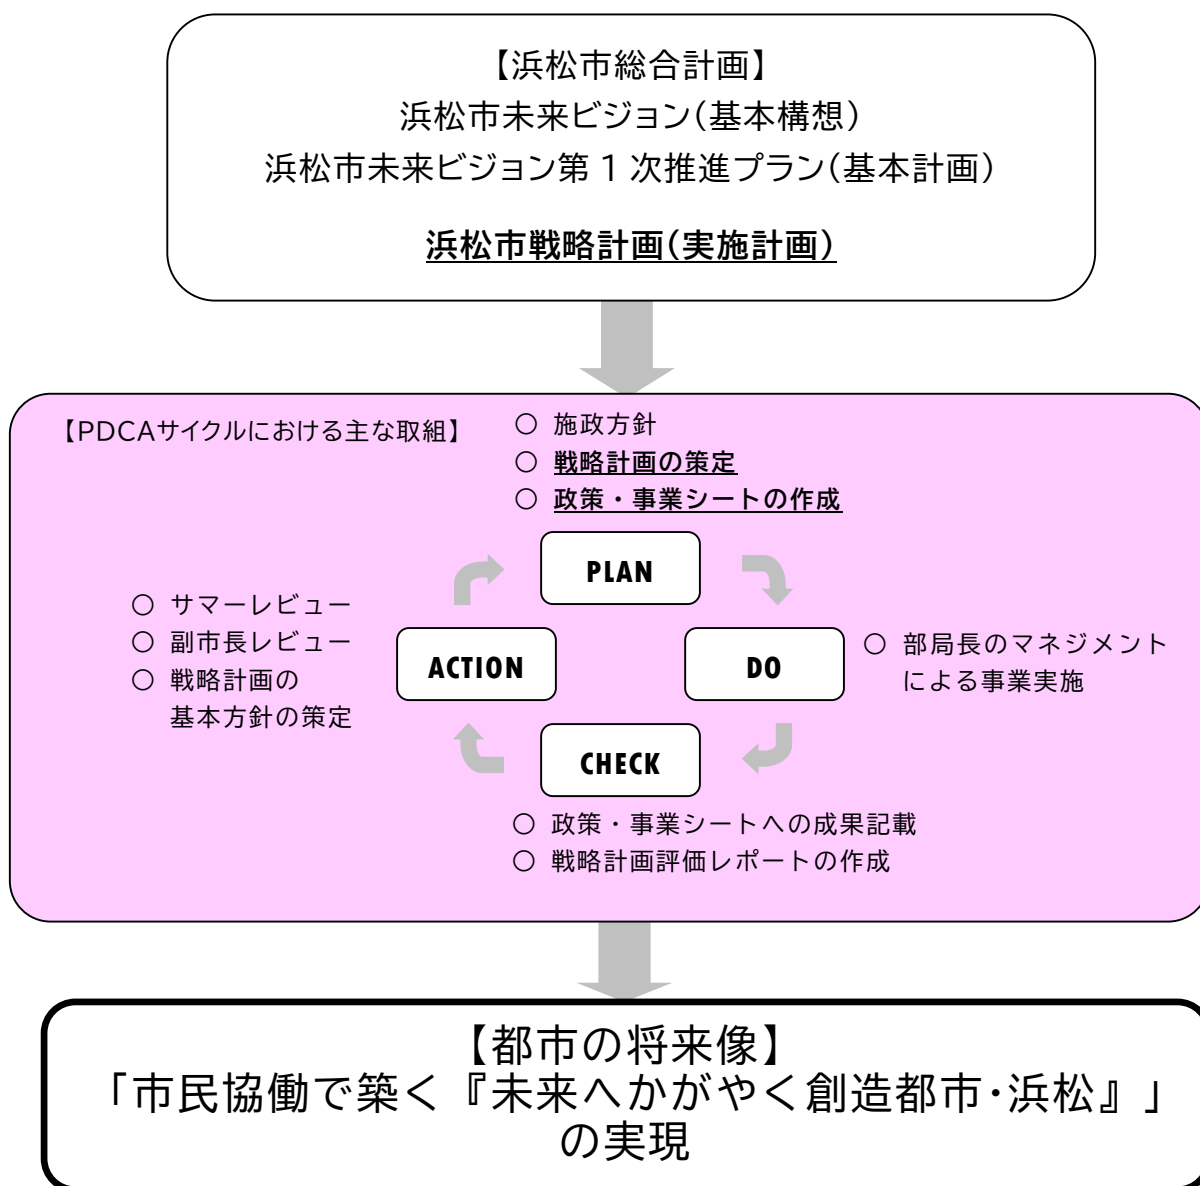 【浜松市総合計画】
浜松市未来ビジョン(基本構想)
浜松市未来ビジョン第1次推進プラン(基本計画)
浜松市戦略計画(実施計画)
【PDCAサイクルにおける主な取組】
○ 施政方針
○ 戦略計画の策定
○ 政策・事業シートの作成
PLAN
○ サマーレビュー
○ 副市長レビュー
○ 戦略計画の
基本方針の策定
ACTION
DO
○ 部局長のマネジメント
による事業実施
CHECK
○ 政策・事業シートへの成果記載
○ 戦略計画評価レポートの作成
【都市の将来像】
「市民協働で築く『未来へかがやく創造都市・浜松』」
の実現